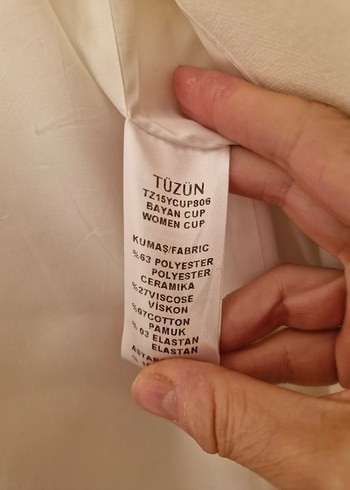 TÜZÜN
TZ15YCUP806
BAYAN CUP
WOMEN CUP
KUMAŞ/FABRIC
%63 POLYESTER
POLYESTER
CERAMIKA
%27VISCOSE
VİSKON
%07COTTON
PAMUK
% 03 ELASTAN
ELASTAN